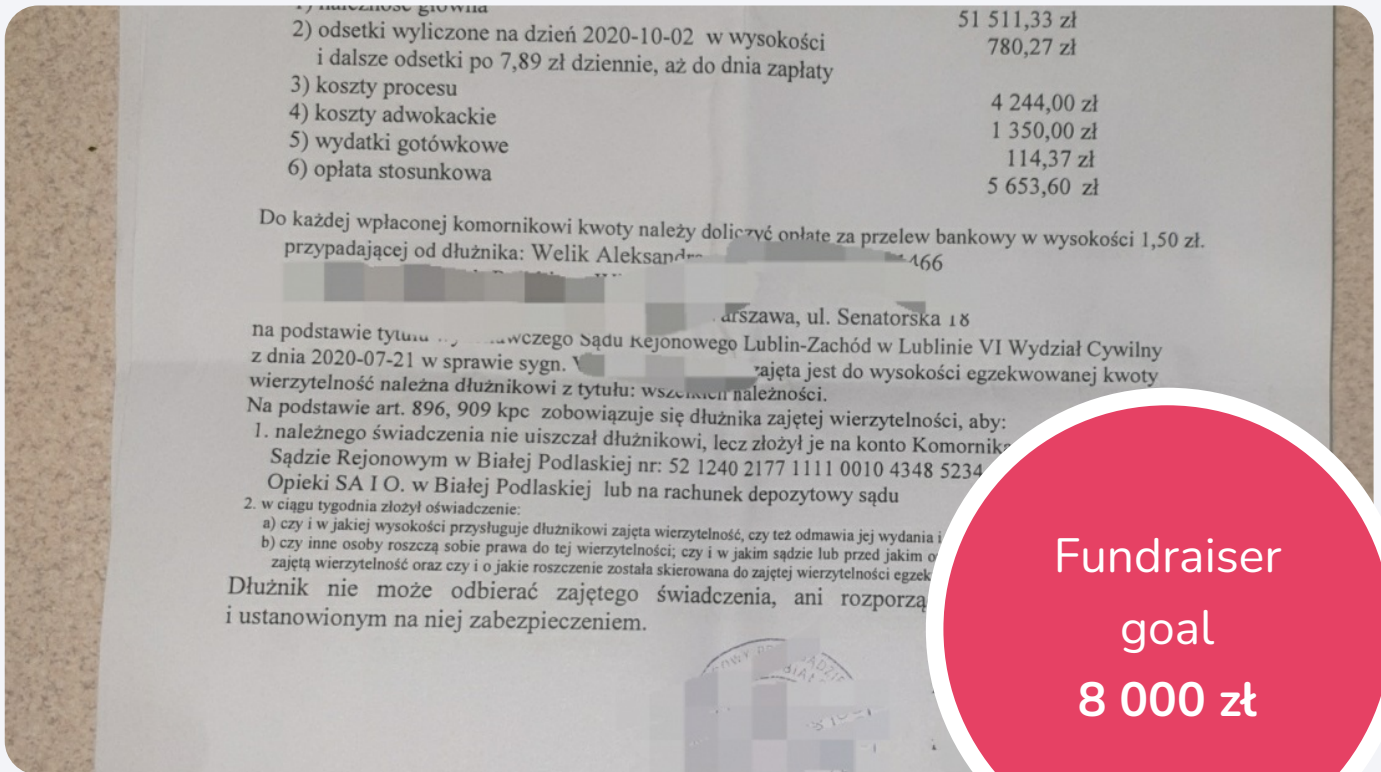 1) należność główna
51 511,33 zł
2) odsetki wyliczone na dzień 2020-10-02 w wysokości
780,27 zł
i dalsze odsetki po 7,89 zł dziennie, aż do dnia zapłaty
3) koszty procesu
4 244,00 zł
4) koszty adwokackie
1 350,00 zł
5) wydatki gotówkowe
114,37 zł
6) opłata stosunkowa
5 653,60 zł
Do każdej wpłaconej komornikowi kwoty należy doliczyć opłatę za przelew bankowy w wysokości 1,50 zł.
przypadającej od dłużnika: Welik Aleksandra 466
arszawa, ul. Senatorska 18
na podstawie tytułu wczego Sądu Rejonowego Lublin-Zachód w Lublinie VI Wydział Cywilny
z dnia 2020-07-21 w sprawie sygn. zajęta jest do wysokości egzekwowanej kwoty
wierzytelność należna dłużnikowi z tytułu: wszelkich należności.
Na podstawie art. 896, 909 kpc zobowiązuje się dłużnika zajętej wierzytelności, aby:
1. należnego świadczenia nie uiszczał dłużnikowi, lecz złożył je na konto Komornika
Sądzie Rejonowym w Białej Podlaskiej nr: 52 1240 2177 1111 0010 4348 5234
Opieki SA I O. w Białej Podlaskiej lub na rachunek depozytowy sądu
2. w ciągu tygodnia złożył oświadczenie:
a) czy i w jakiej wysokości przysługuje dłużnikowi zajęta wierzytelność, czy też odmawia jej wydania i
b) czy inne osoby roszczą sobie prawa do tej wierzytelności; czy i w jakim sądzie lub przed jakim o
zajętą wierzytelność oraz czy i o jakie roszczenie została skierowana do zajętej wierzytelności egzek
Dłużnik nie może odbierać zajętego świadczenia, ani rozporzą
i ustanowionym na niej zabezpieczeniem.
Fundraiser
goal
8 000 zł